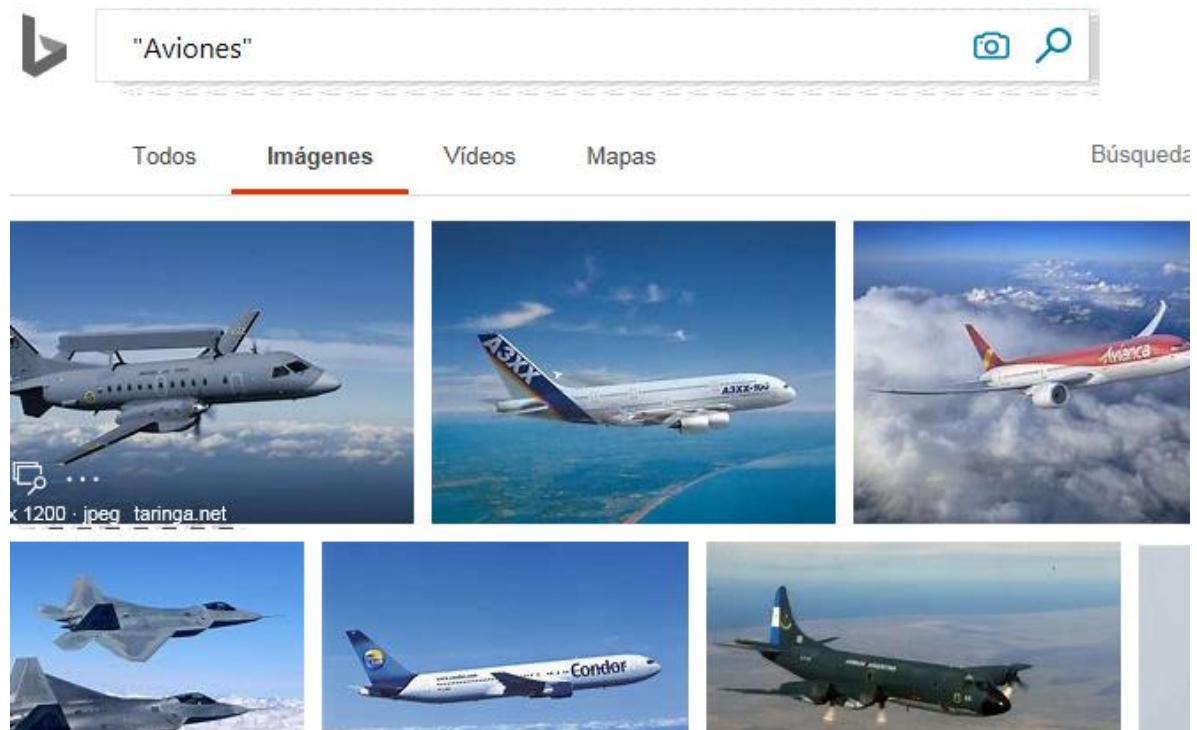 "Aviones"
Todos Imágenes Vídeos Mapas Búsqueda
A3XX
A3XX-100
Avianca
x 1200 · jpeg taringa.net
Condor